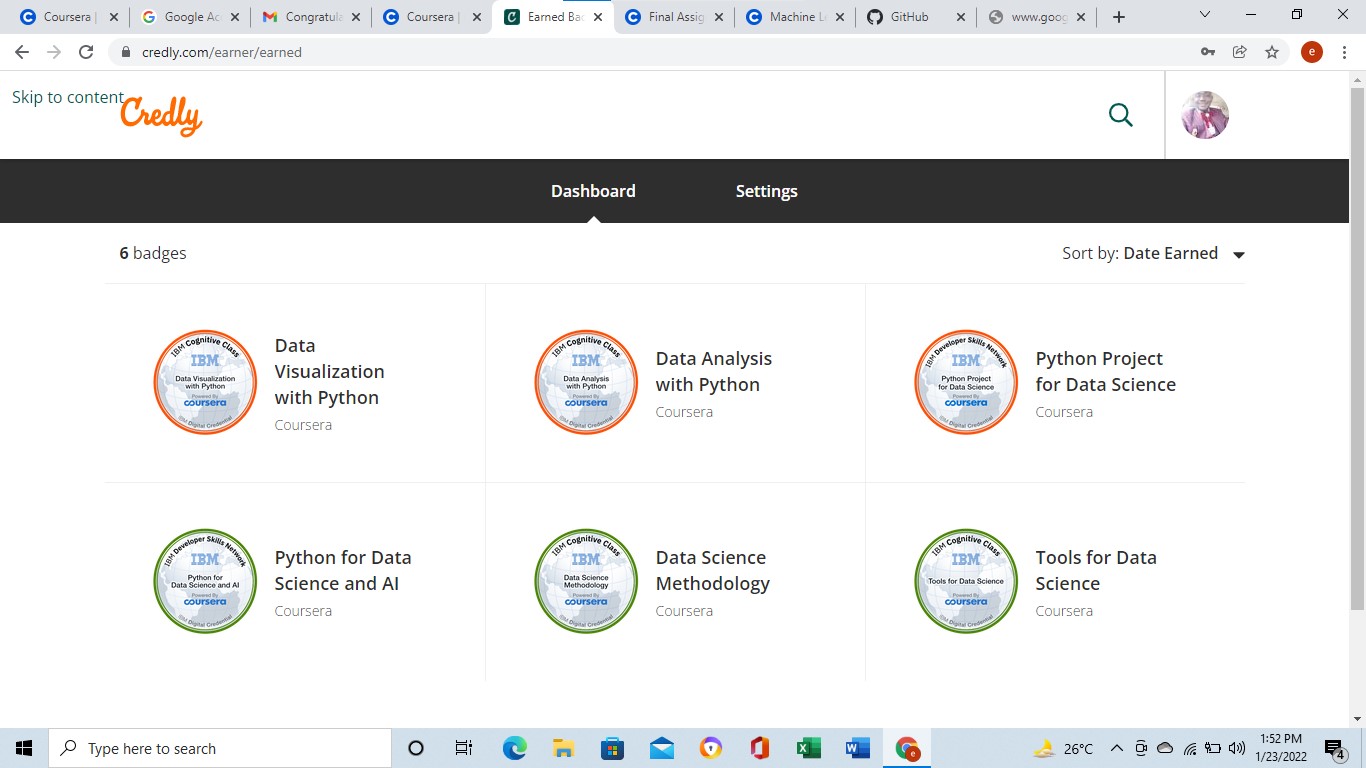 Coursera |
Google Ac
Congratula
Coursera |
Earned Bad
Final Assig
Machine Le
GitHub
www.goog
credly.com/earner/earned
e
Skip to content
Credly
Dashboard
Settings
6 badges
Sort by: Date Earned
IBM Cognitive Class
IBM
Data Visualization
with Python
Powered By
coursera
IBM Digital Credential
Data
Visualization
with Python
Coursera
IBM Cognitive Class
IBM
Data Analysis
with Python
Powered By
coursera
IBM Digital Credential
Data Analysis
with Python
Coursera
IBM Developer Skills Network
IBM
Python Project
for Data Science
Powered By
coursera
IBM Digital Credential
Python Project
for Data Science
Coursera
IBM Developer Skills Network
IBM
Python for
Data Science and AI
Powered By
coursera
IBM Digital Credential
Python for Data
Science and AI
Coursera
IBM Cognitive Class
IBM
Data Science
Methodology
Powered By
coursera
IBM Digital Credential
Data Science
Methodology
Coursera
IBM Cognitive Class
IBM
Tools for Data Science
Powered By
coursera
IBM Digital Credential
Tools for Data
Science
Coursera
Type here to search
e
26°C
1:52 PM
1/23/2022
4